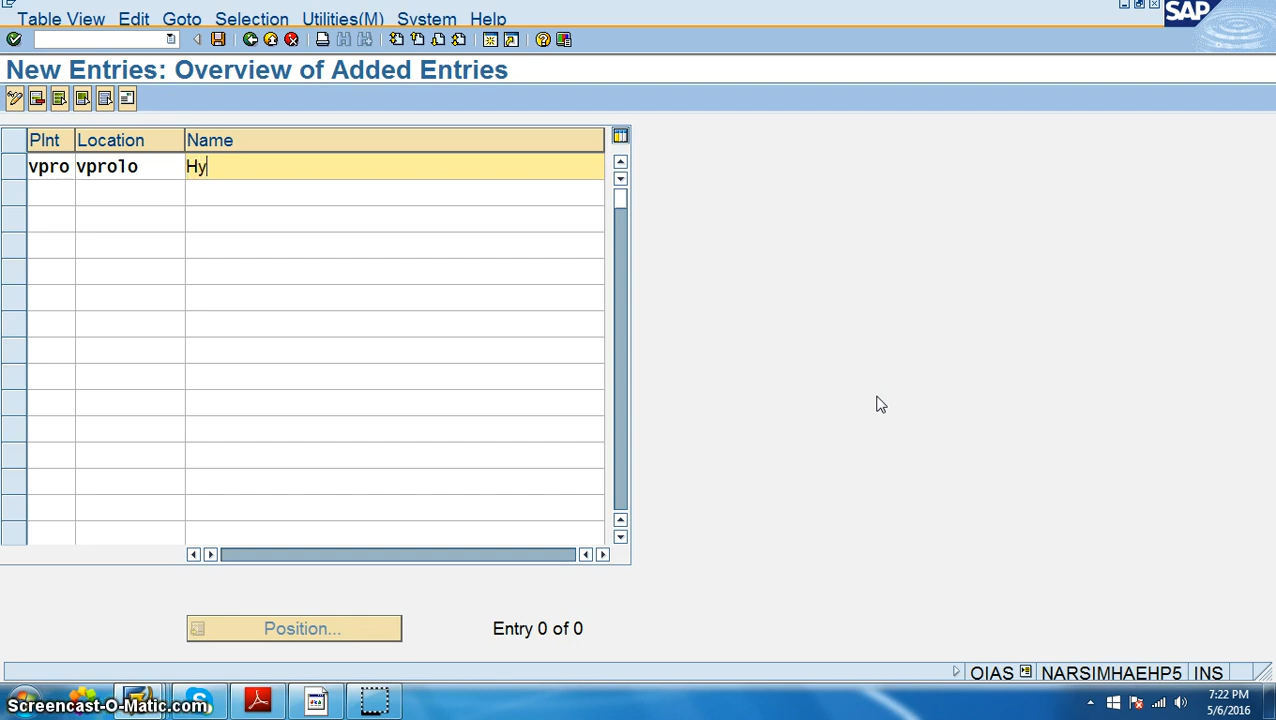 Table View Edit Goto Selection Utilities(M) System Help
SAP
New Entries: Overview of Added Entries
Plnt Location Name
vpro vprolo Hy
Position... Entry 0 of 0
OIAS NARSIMHAEHP5 INS
Screencast-O-Matic.com
7:22 PM
5/6/2016